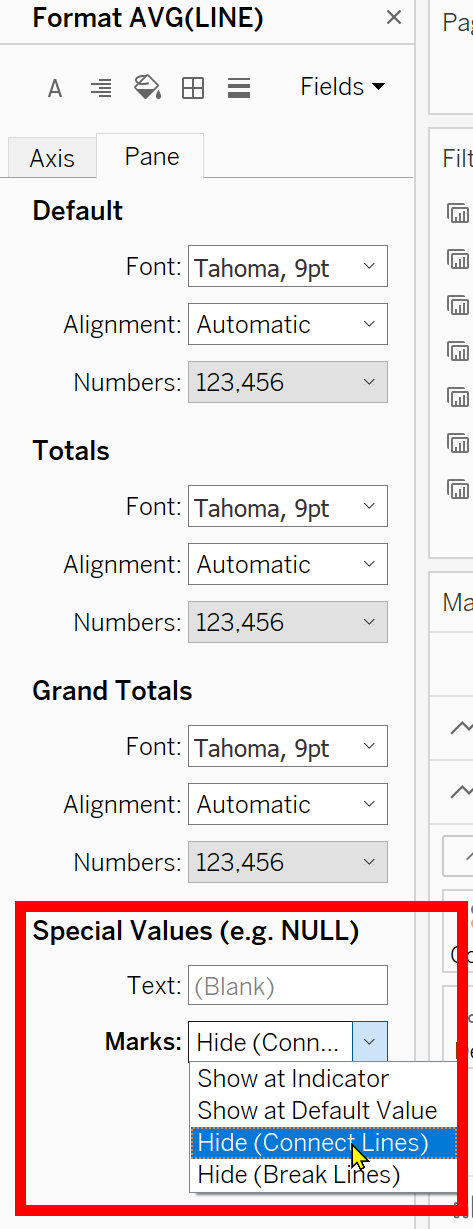 Format AVG(LINE)
Fields
Axis
Pane
Default
Font: Tahoma, 9pt
Alignment: Automatic
Numbers: 123,456
Totals
Font: Tahoma, 9pt
Alignment: Automatic
Numbers: 123,456
Grand Totals
Font: Tahoma, 9pt
Alignment: Automatic
Numbers: 123,456
Special Values (e.g. NULL)
Text: (Blank)
Marks: Hide (Conn...
Show at Indicator
Show at Default Value
Hide (Connect Lines)
Hide (Break Lines)
Filt
Ma